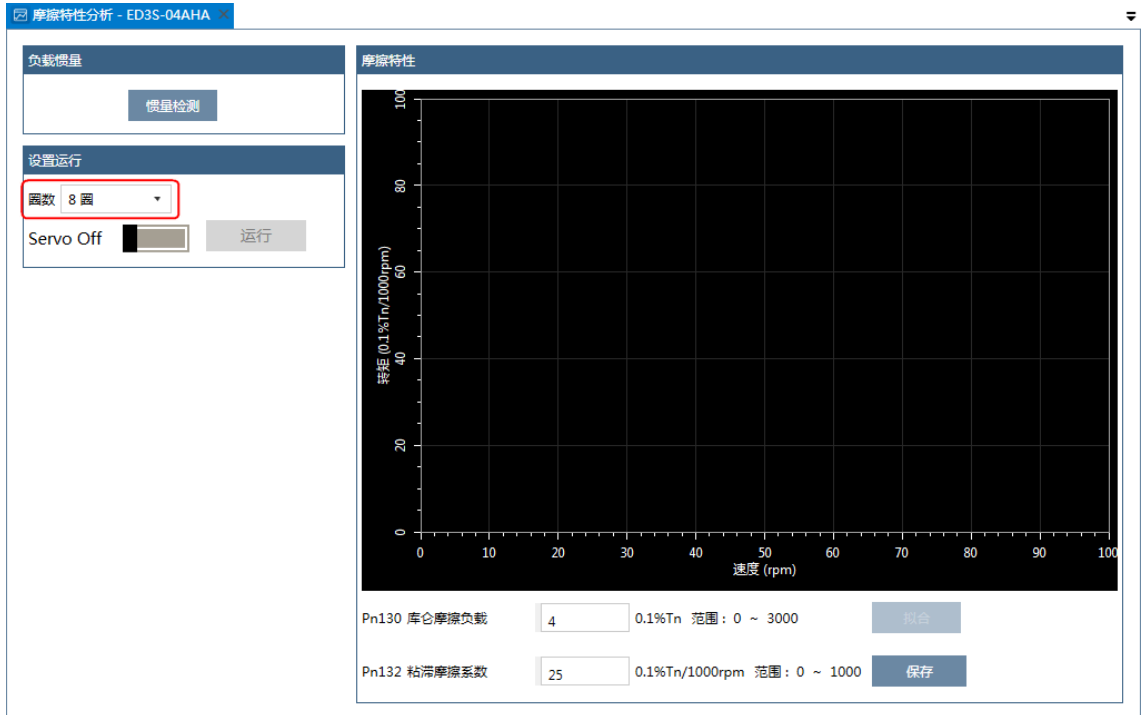 摩擦特性分析 - ED3S-04AHA
负载惯量
惯量检测
设置运行
圈数 8 圈
Servo Off 运行
摩擦特性
转矩 (0.1%Tn/1000rpm)
100
80
60
40
20
0
0 10 20 30 40 50 60 70 80 90 100
速度 (rpm)
Pn130 库仑摩擦负载 4 0.1%Tn 范围：0 ~ 3000 拟合
Pn132 粘滞摩擦系数 25 0.1%Tn/1000rpm 范围：0 ~ 1000 保存